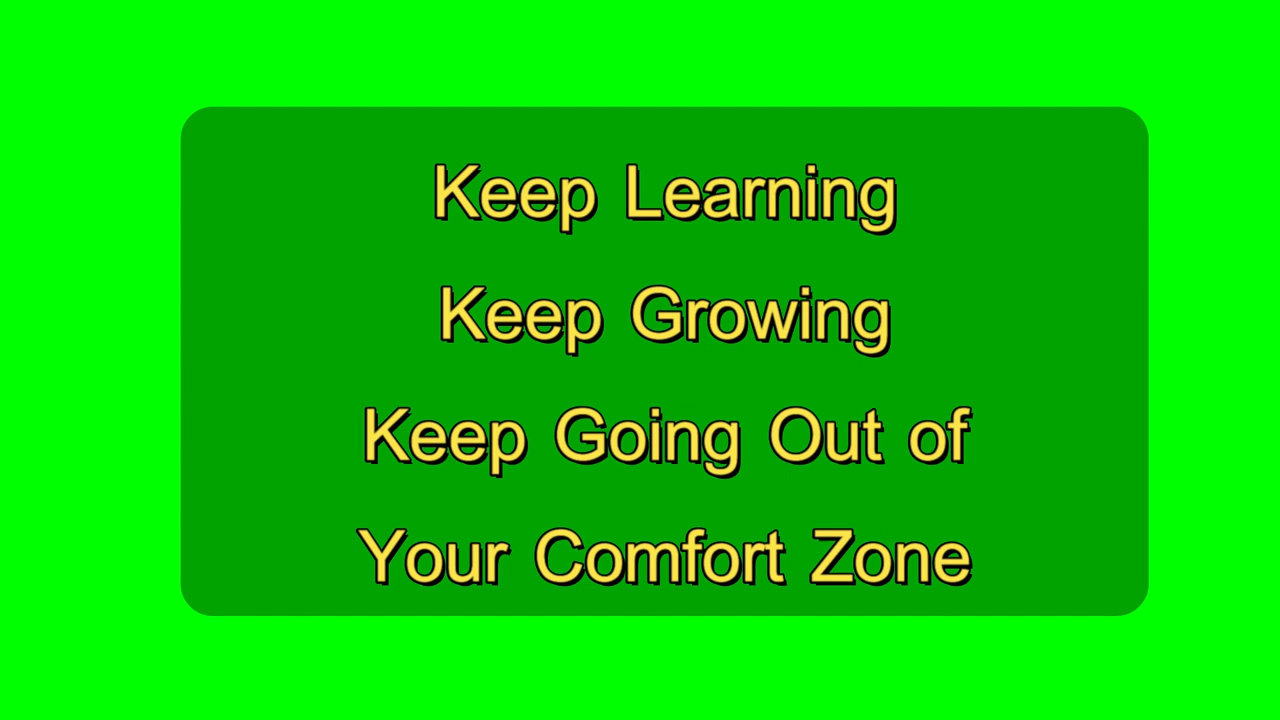 Keep Learning
Keep Growing
Keep Going Out of
Your Comfort Zone